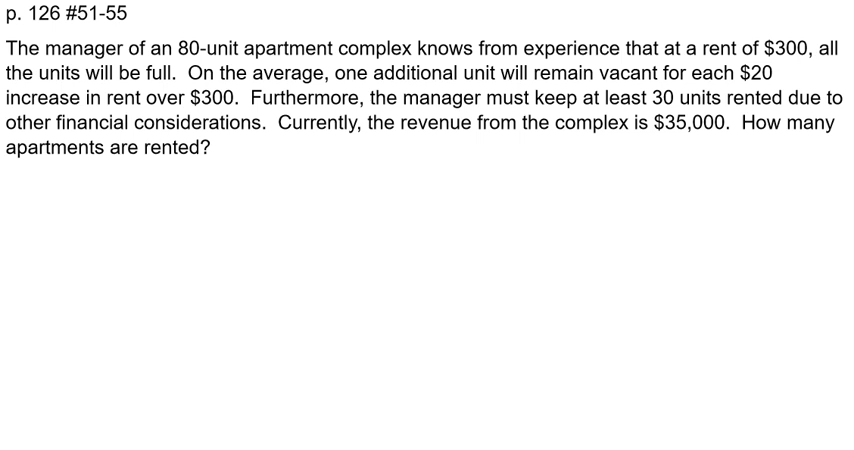 p. 126 #51-55
The manager of an 80-unit apartment complex knows from experience that at a rent of $300, all
the units will be full.  On the average, one additional unit will remain vacant for each $20
increase in rent over $300.  Furthermore, the manager must keep at least 30 units rented due to
other financial considerations.  Currently, the revenue from the complex is $35,000.  How many
apartments are rented?